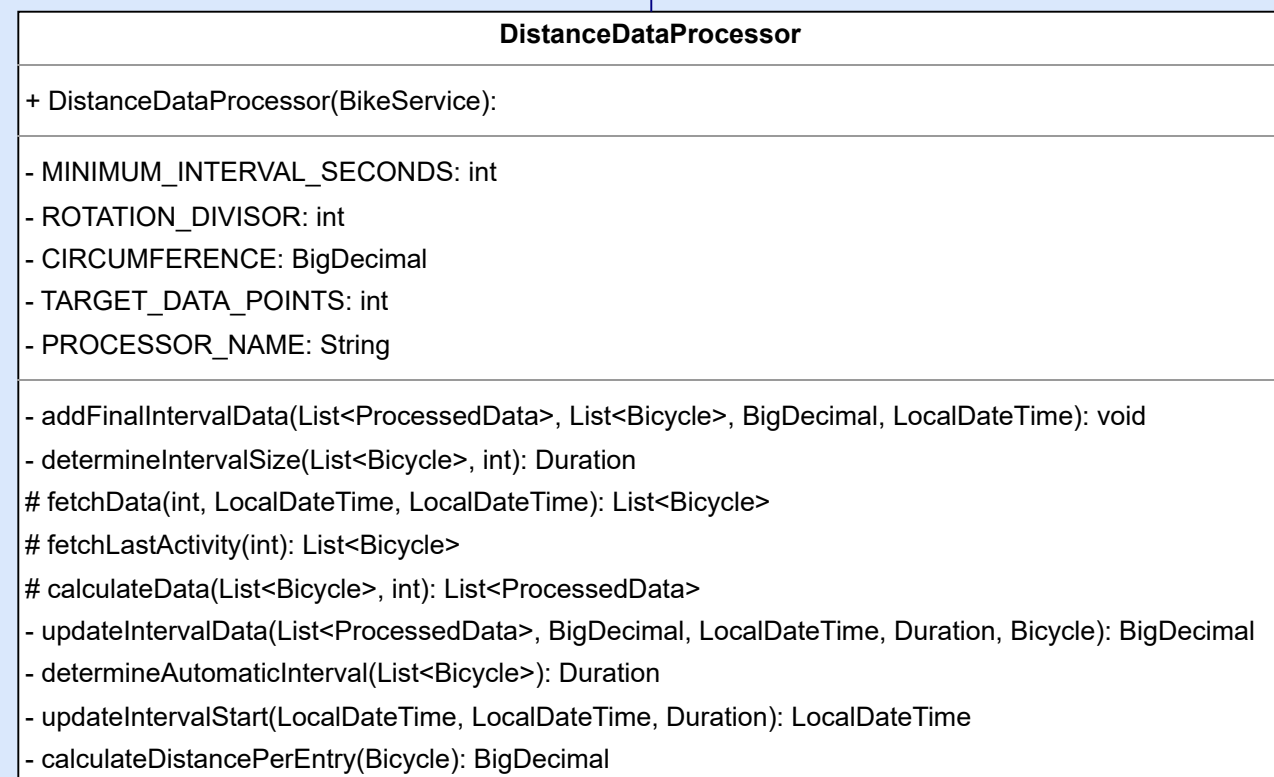 DistanceDataProcessor
+ DistanceDataProcessor(BikeService):
- MINIMUM_INTERVAL_SECONDS: int
- ROTATION_DIVISOR: int
- CIRCUMFERENCE: BigDecimal
- TARGET_DATA_POINTS: int
- PROCESSOR_NAME: String
- addFinalIntervalData(List<ProcessedData>, List<Bicycle>, BigDecimal, LocalDateTime): void
- determineIntervalSize(List<Bicycle>, int): Duration
# fetchData(int, LocalDateTime, LocalDateTime): List<Bicycle>
# fetchLastActivity(int): List<Bicycle>
# calculateData(List<Bicycle>, int): List<ProcessedData>
- updateIntervalData(List<ProcessedData>, BigDecimal, LocalDateTime, Duration, Bicycle): BigDecimal
- determineAutomaticInterval(List<Bicycle>): Duration
- updateIntervalStart(LocalDateTime, LocalDateTime, Duration): LocalDateTime
- calculateDistancePerEntry(Bicycle): BigDecimal